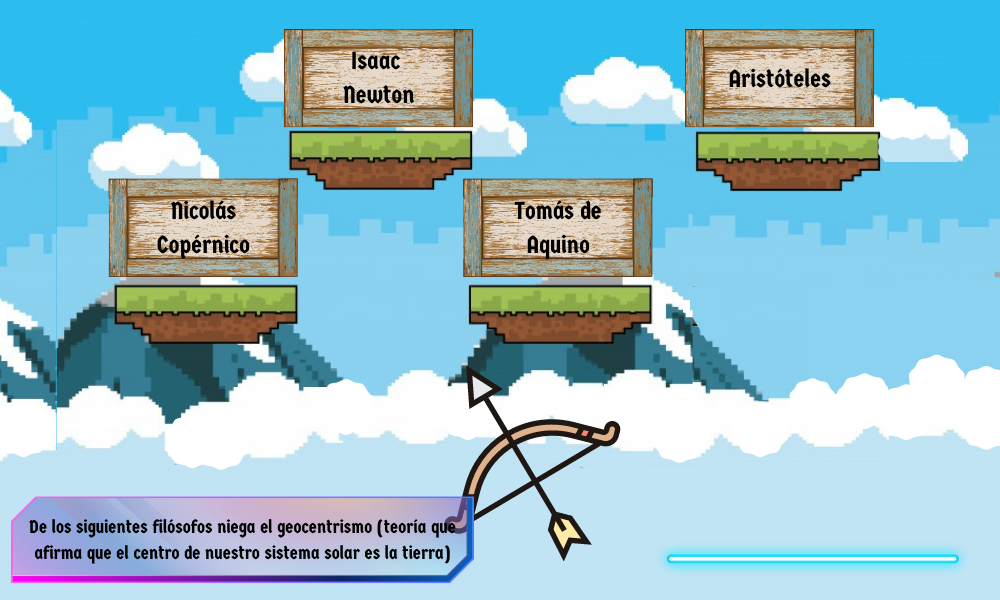 Isaac
Newton
Aristóteles
Nicolás
Copérnico
Tomás de
Aquino
De los siguientes filósofos niega el geocentrismo (teoría que
afirma que el centro de nuestro sistema solar es la tierra)